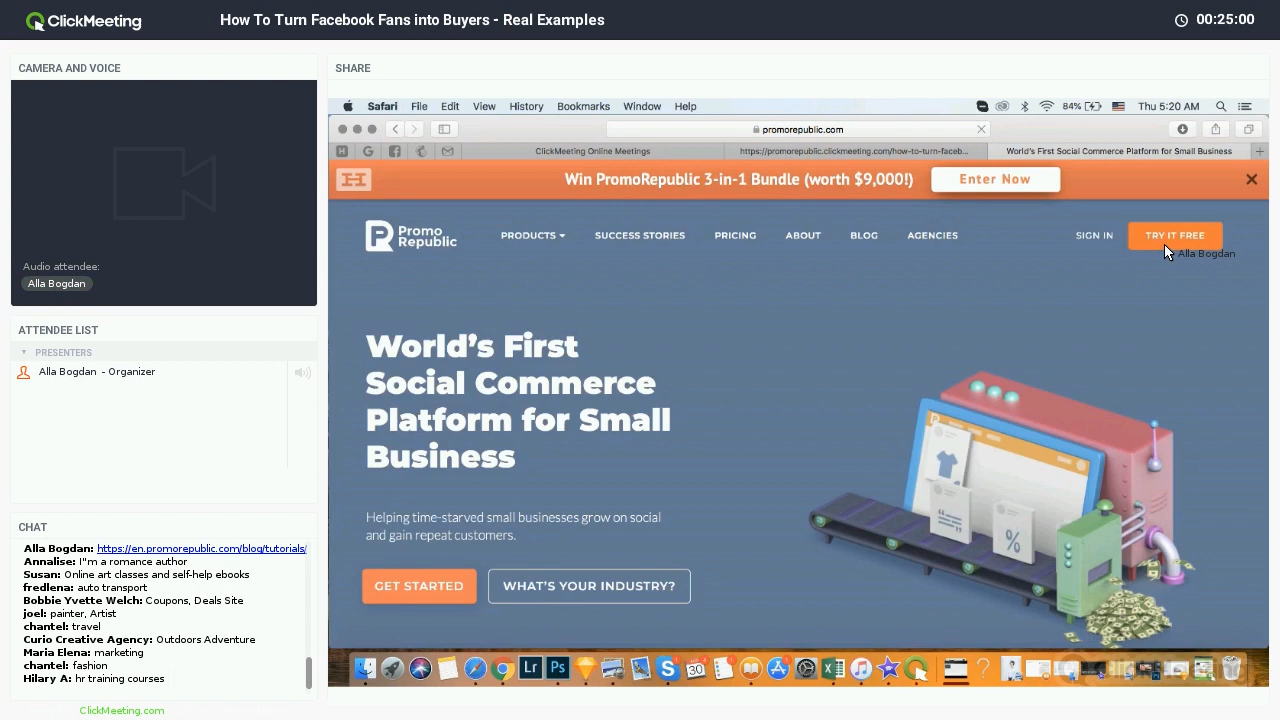 ClickMeeting
How To Turn Facebook Fans into Buyers - Real Examples
00:25:00
CAMERA AND VOICE
Audio attendee:
Alla Bogdan
ATTENDEE LIST
PRESENTERS
Alla Bogdan - Organizer
CHAT
Alla Bogdan: https://en.promorepublic.com/blog/tutorials/
Annalise: I"m a romance author
Susan: Online art classes and self-help ebooks
fredlena: auto transport
Bobbie Yvette Welch: Coupons, Deals Site
joel: painter, Artist
chantel: travel
Curio Creative Agency: Outdoors Adventure
Maria Elena: marketing
chantel: fashion
Hilary A: hr training courses
ClickMeeting.com
SHARE
Safari File Edit View History Bookmarks Window Help
84% Thu 5:20 AM
promorepublic.com
ClickMeeting Online Meetings
https://promorepublic.clickmeeting.com/how-to-turn-faceb...
World's First Social Commerce Platform for Small Business
Win PromoRepublic 3-in-1 Bundle (worth $9,000!) Enter Now
Promo
Republic
PRODUCTS SUCCESS STORIES PRICING ABOUT BLOG AGENCIES SIGN IN TRY IT FREE
Alla Bogdan
World's First
Social Commerce
Platform for Small
Business
Helping time-starved small businesses grow on social
and gain repeat customers.
GET STARTED WHAT'S YOUR INDUSTRY?
%
Lr Ps 30